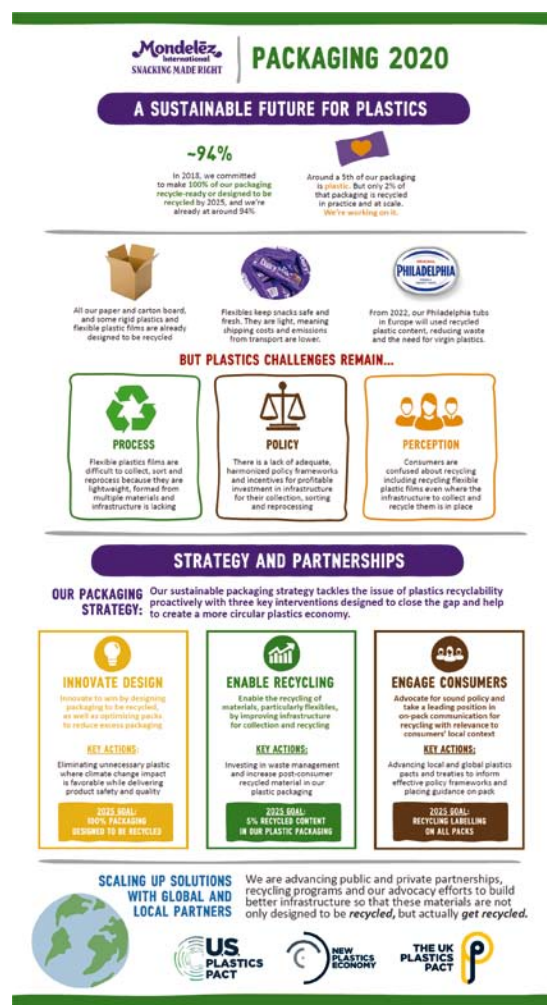 Mondelēz
International
SNACKING MADE RIGHT
PACKAGING 2020
A SUSTAINABLE FUTURE FOR PLASTICS
~94%
In 2018, we committed
to make 100% of our packaging
recycle-ready or designed to be
recycled by 2025, and we're
already at around 94%
Around a 5th of our packaging
is plastic. But only 2% of
that packaging is recycled
in practice and at scale.
We're working on it.
PHILADELPHIA
All our paper and carton board,
and some rigid plastics and
flexible plastic films are already
designed to be recycled
Flexibles keep snacks safe and
fresh. They are light, meaning
shipping costs and emissions
from transport are lower.
From 2022, our Philadelphia tubs
in Europe will used recycled
plastic content, reducing waste
and the need for virgin plastics.
BUT PLASTICS CHALLENGES REMAIN...
PROCESS
Flexible plastics films are
difficult to collect, sort and
reprocess because they are
lightweight, formed from
multiple materials and
infrastructure is lacking
POLICY
There is a lack of adequate,
harmonized policy frameworks
and incentives for profitable
investment in infrastructure
for their collection, sorting
and reprocessing
PERCEPTION
Consumers are
confused about recycling
including recycling flexible
plastic films even where the
infrastructure to collect and
recycle them is in place
STRATEGY AND PARTNERSHIPS
OUR PACKAGING
STRATEGY:
Our sustainable packaging strategy tackles the issue of plastics recyclability
proactively with three key interventions designed to close the gap and help
to create a more circular plastics economy.
INNOVATE DESIGN
Innovate to win by designing
packaging to be recycled,
as well as optimizing packs
to reduce excess packaging
KEY ACTIONS:
Eliminating unnecessary plastic
where climate change impact
is favorable while delivering
product safety and quality
2025 GOAL:
100% PACKAGING
DESIGNED TO BE RECYCLED
ENABLE RECYCLING
Enable the recycling of
materials, particularly flexibles,
by improving infrastructure
for collection and recycling
KEY ACTIONS:
Investing in waste management
and increase post-consumer
recycled material in our
plastic packaging
2025 GOAL:
5% RECYCLED CONTENT
IN OUR PLASTIC PACKAGING
ENGAGE CONSUMERS
Advocate for sound policy and
take a leading position in
on-pack communication for
recycling with relevance to
consumers' local context
KEY ACTIONS:
Advancing local and global plastics
pacts and treaties to inform
effective policy frameworks and
placing guidance on pack
2025 GOAL:
RECYCLING LABELLING
ON ALL PACKS
SCALING UP SOLUTIONS
WITH GLOBAL AND
LOCAL PARTNERS
We are advancing public and private partnerships,
recycling programs and our advocacy efforts to build
better infrastructure so that these materials are not
only designed to be recycled, but actually get recycled.
U.S.
PLASTICS
PACT
NEW
PLASTICS
ECONOMY
THE UK
PLASTICS
PACT